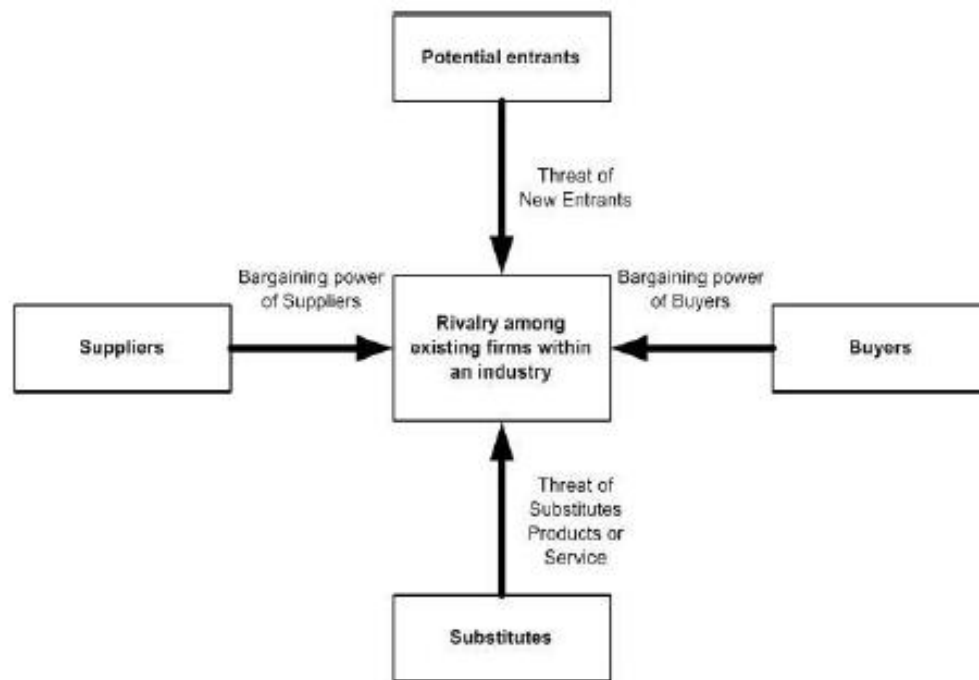 Potential entrants
Threat of
New Entrants
Bargaining power
of Suppliers
Bargaining power
of Buyers
Suppliers
Rivalry among
existing firms within
an industry
Buyers
Threat of
Substitutes
Products or
Service
Substitutes